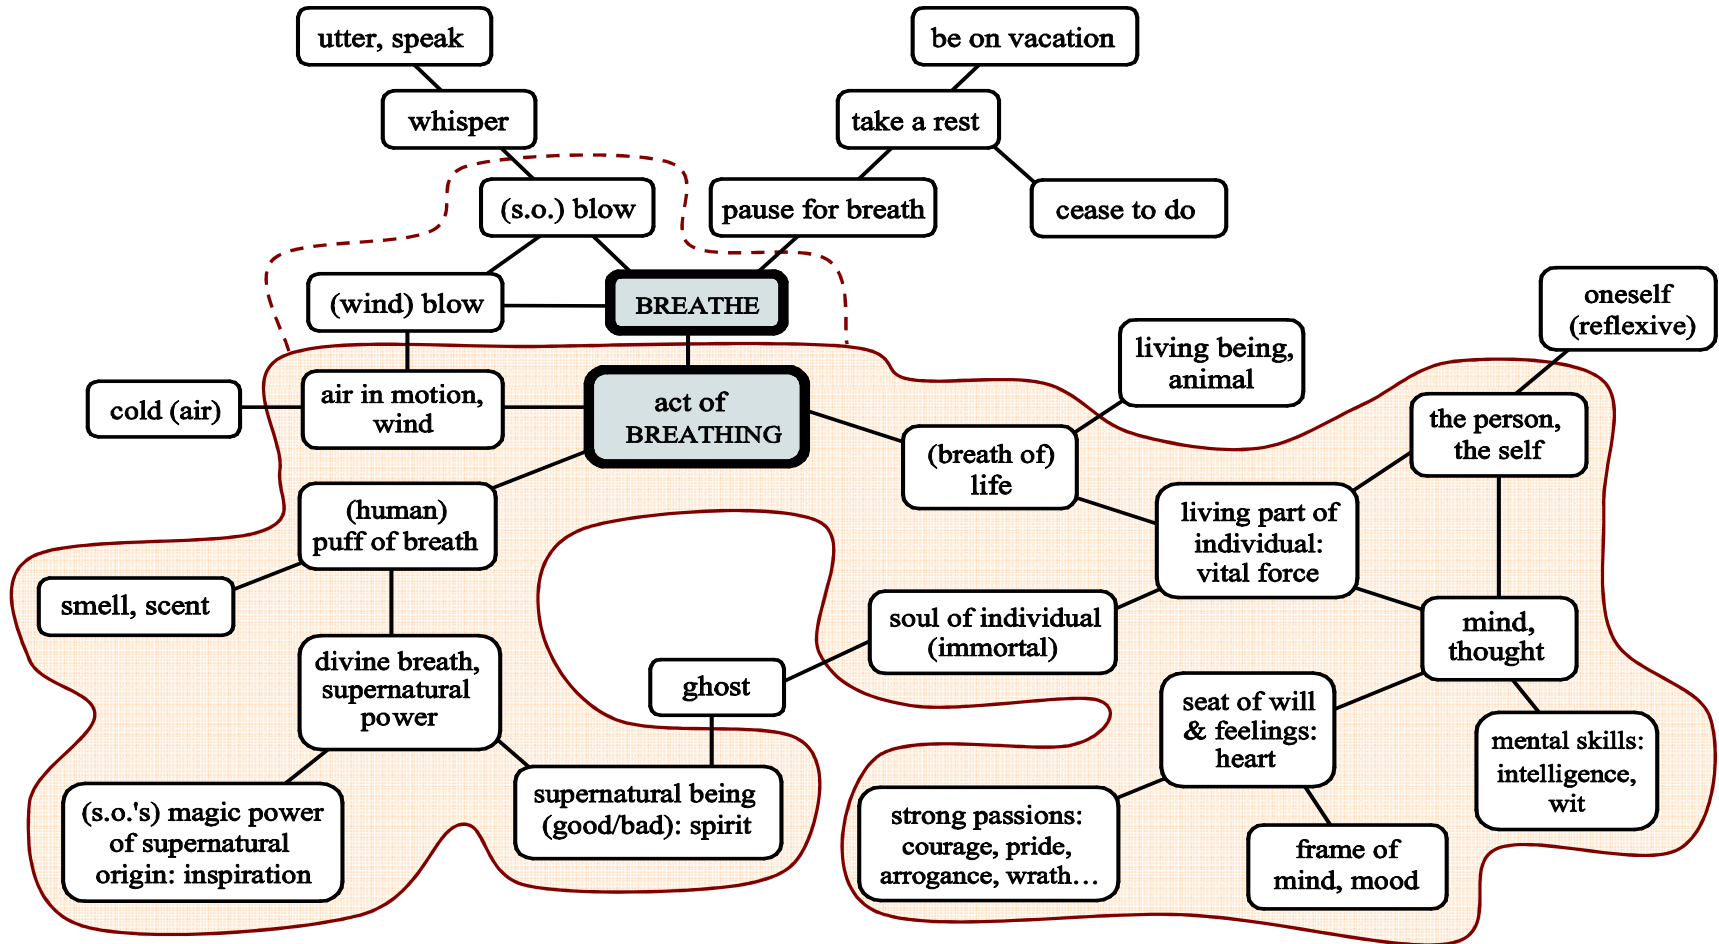 utter, speak
be on vacation
whisper
take a rest
(s.o.) blow
pause for breath
cease to do
(wind) blow
BREATHE
oneself
(reflexive)
living being,
animal
cold (air)
air in motion,
wind
act of
BREATHING
(breath of)
life
the person,
the self
(human)
puff of breath
living part of
individual:
vital force
smell, scent
soul of individual
(immortal)
mind,
thought
divine breath,
supernatural
power
ghost
seat of will
& feelings:
heart
mental skills:
intelligence,
wit
(s.o.'s) magic power
of supernatural
origin: inspiration
supernatural being
(good/bad): spirit
strong passions:
courage, pride,
arrogance, wrath...
frame of
mind, mood